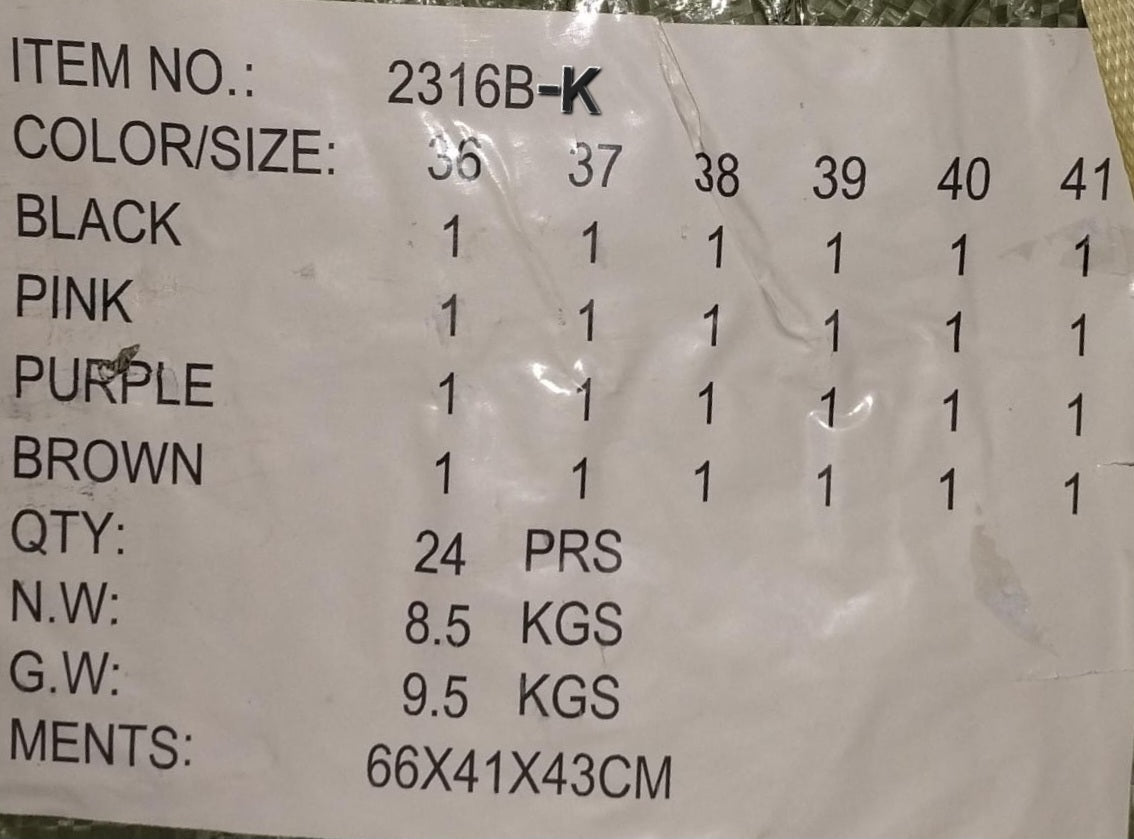 ITEM NO.: 2316B-K
COLOR/SIZE: 36 37 38 39 40 41
BLACK 1 1 1 1 1 1
PINK 1 1 1 1 1 1
PURPLE 1 1 1 1 1 1
BROWN 1 1 1 1 1 1
QTY: 24 PRS
N.W: 8.5 KGS
G.W: 9.5 KGS
MENTS: 66X41X43CM